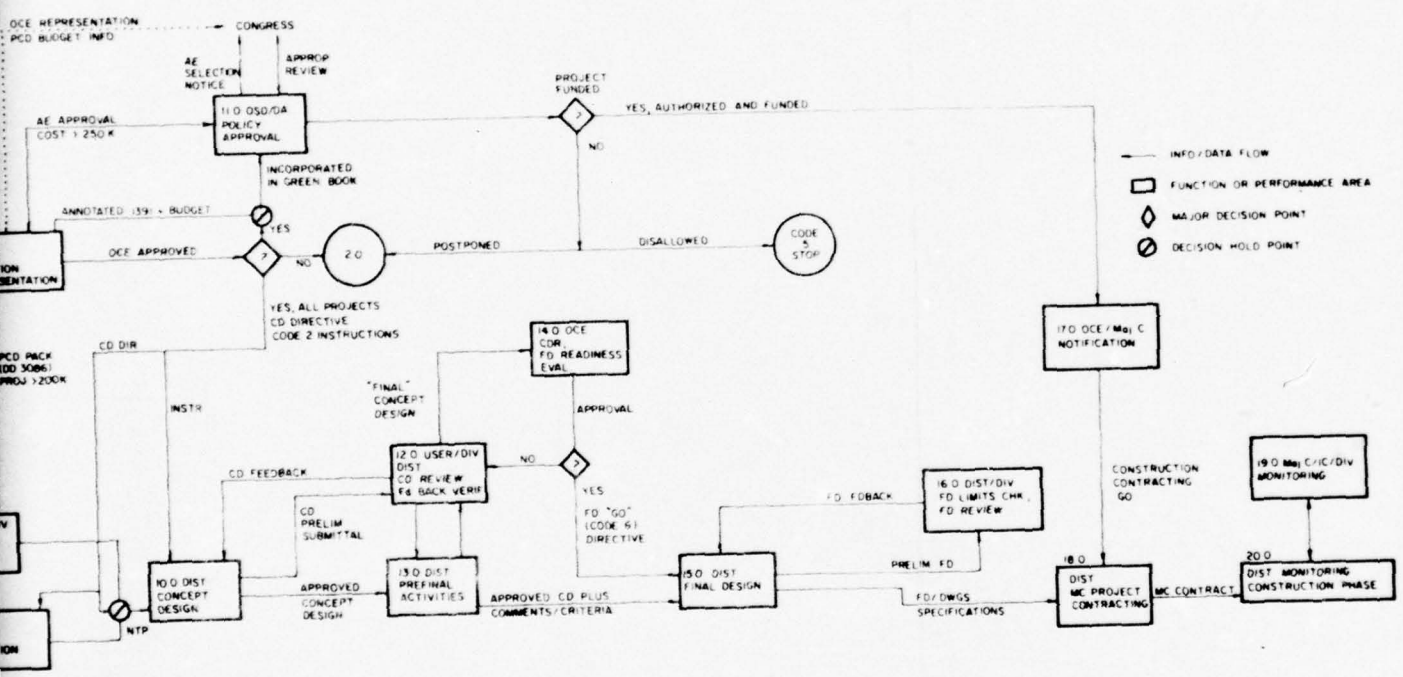 OCE REPRESENTATION
PCD BUDGET INFO
CONGRESS
AE
SELECTION
NOTICE
APPROP
REVIEW
11.0 OSD/DA
POLICY
APPROVAL
AE APPROVAL
COST > 250 K
PROJECT
FUNDED
?
YES, AUTHORIZED AND FUNDED
NO
INCORPORATED
IN GREEN BOOK
ANNOTATED 1391 + BUDGET
YES
OCE APPROVED
?
NO
2.0
POSTPONED
DISALLOWED
CODE
5
STOP
INFO/DATA FLOW
FUNCTION OR PERFORMANCE AREA
MAJOR DECISION POINT
DECISION HOLD POINT
ION
SENTATION
YES, ALL PROJECTS
CD DIRECTIVE
CODE 2 INSTRUCTIONS
CD DIR
PCD PACK
(DD 3086)
PROJ >200K
INSTR
14.0 OCE
CDR,
FD READINESS
EVAL
17.0 OCE/Maj C
NOTIFICATION
"FINAL"
CONCEPT
DESIGN
APPROVAL
12.0 USER/DIV
DIST
CD REVIEW
Fd BACK VERIF
CD FEEDBACK
NO
?
YES
FD "GO"
(CODE 6)
DIRECTIVE
CD
PRELIM
SUBMITTAL
FD FDBACK
16.0 DIST/DIV
FD LIMITS CHK,
FD REVIEW
CONSTRUCTION
CONTRACTING
GO
19.0 Maj C/IC/DIV
MONITORING
IV
10.0 DIST
CONCEPT
DESIGN
APPROVED
CONCEPT
DESIGN
13.0 DIST
PREFINAL
ACTIVITIES
APPROVED CD PLUS
COMMENTS/CRITERIA
15.0 DIST
FINAL DESIGN
PRELIM FD
FD/DWGS
SPECIFICATIONS
18.0
DIST
MC PROJECT
CONTRACTING
MC CONTRACT
20.0
DIST MONITORING
CONSTRUCTION PHASE
NTP
ION